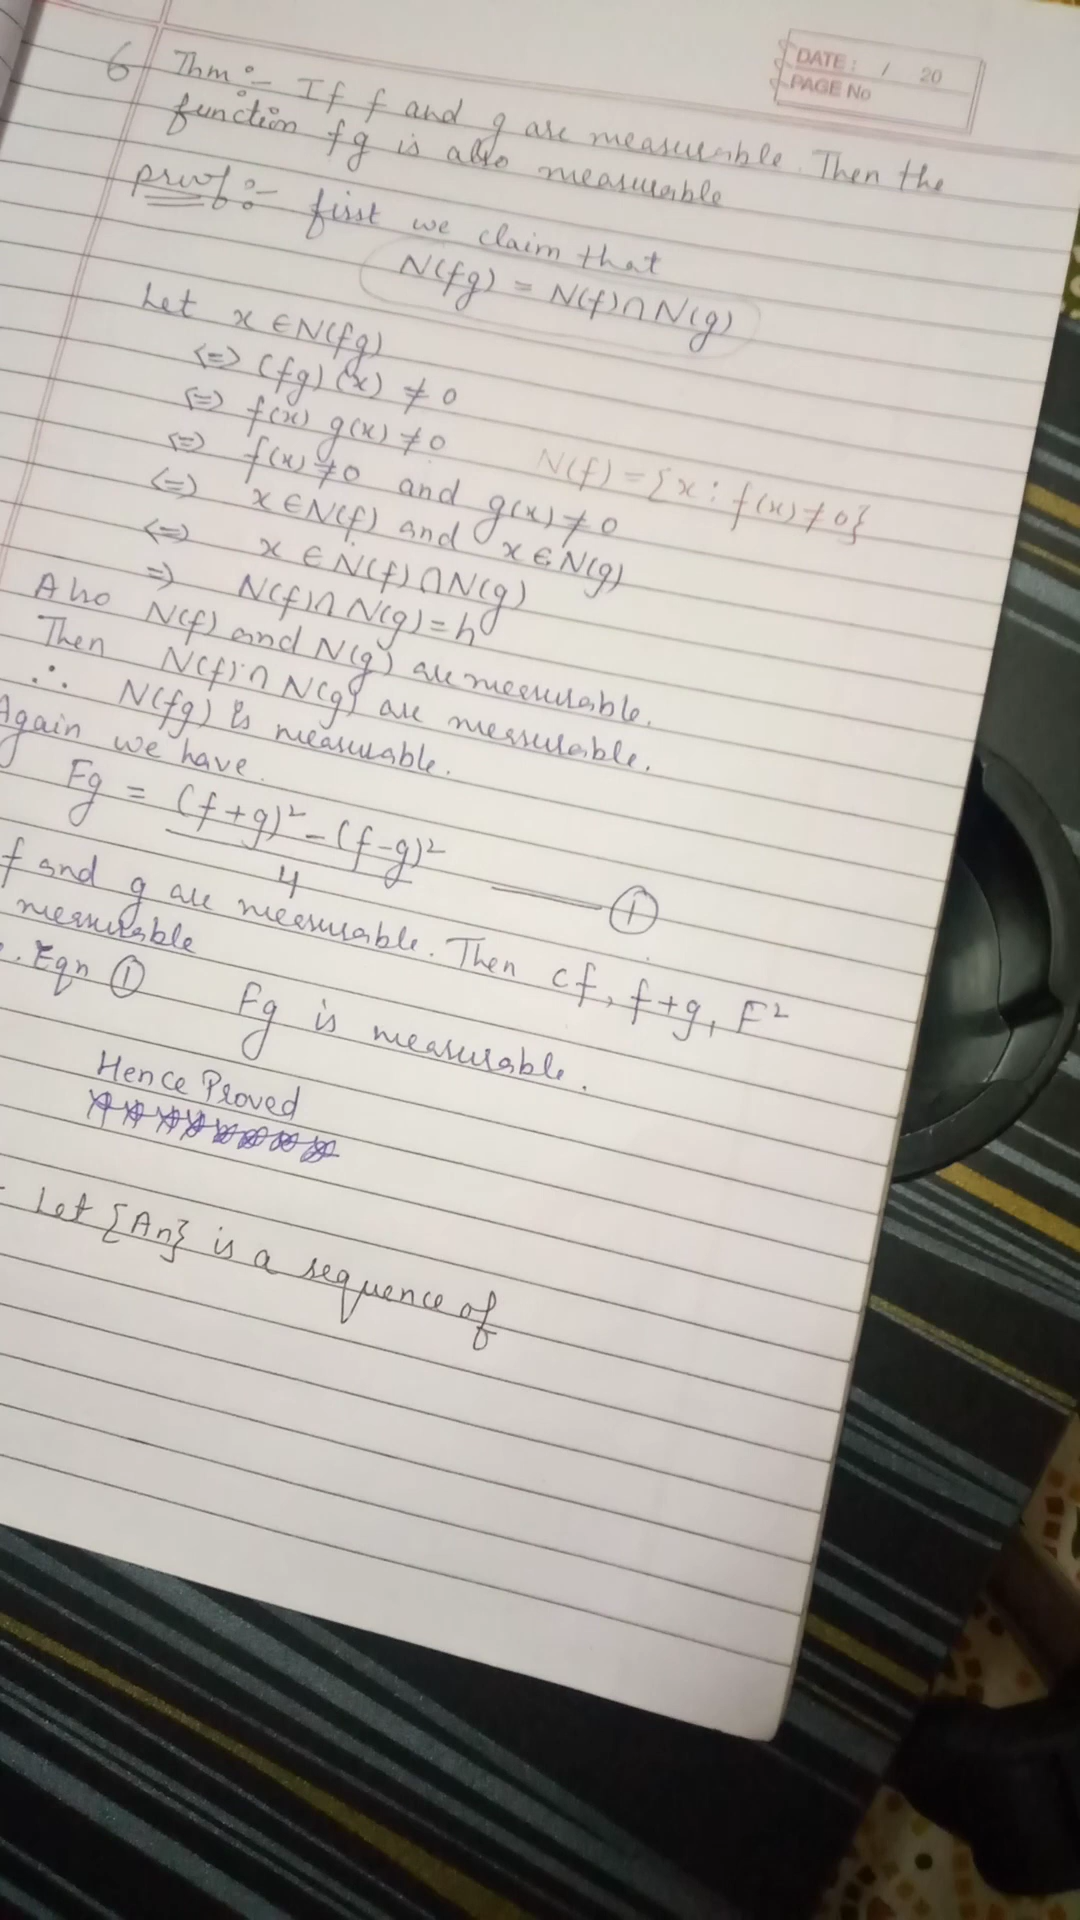 DATE: / 20
PAGE No
6 Thm:- If f and g are measurable. Then the
function fg is also measurable
proof:- first we claim that
N(fg) = N(f)∩N(g)
Let x ∈N(fg)
<=> (fg)(x) ≠ 0
<=> f(x) g(x) ≠0
<=> f(x) ≠0 and g(x) ≠0
N(f) = {x : f(x) ≠0}
<=> x ∈N(f) and x ∈N(g)
<=> x ∈ N(f) ∩N(g)
=> N(f)∩ N(g) = h
Also N(f) and N(g) are measurable.
Then N(f) ∩ N(g) are measurable.
∴ N(fg) is measurable.
Again we have.
Fg = (f+g)² - (f-g)² / 4 ①
f and g are measurable. Then cf, f+g, F²
measurable
Eqn ① Fg is measurable.
Hence Proved
Let {An} is a sequence of